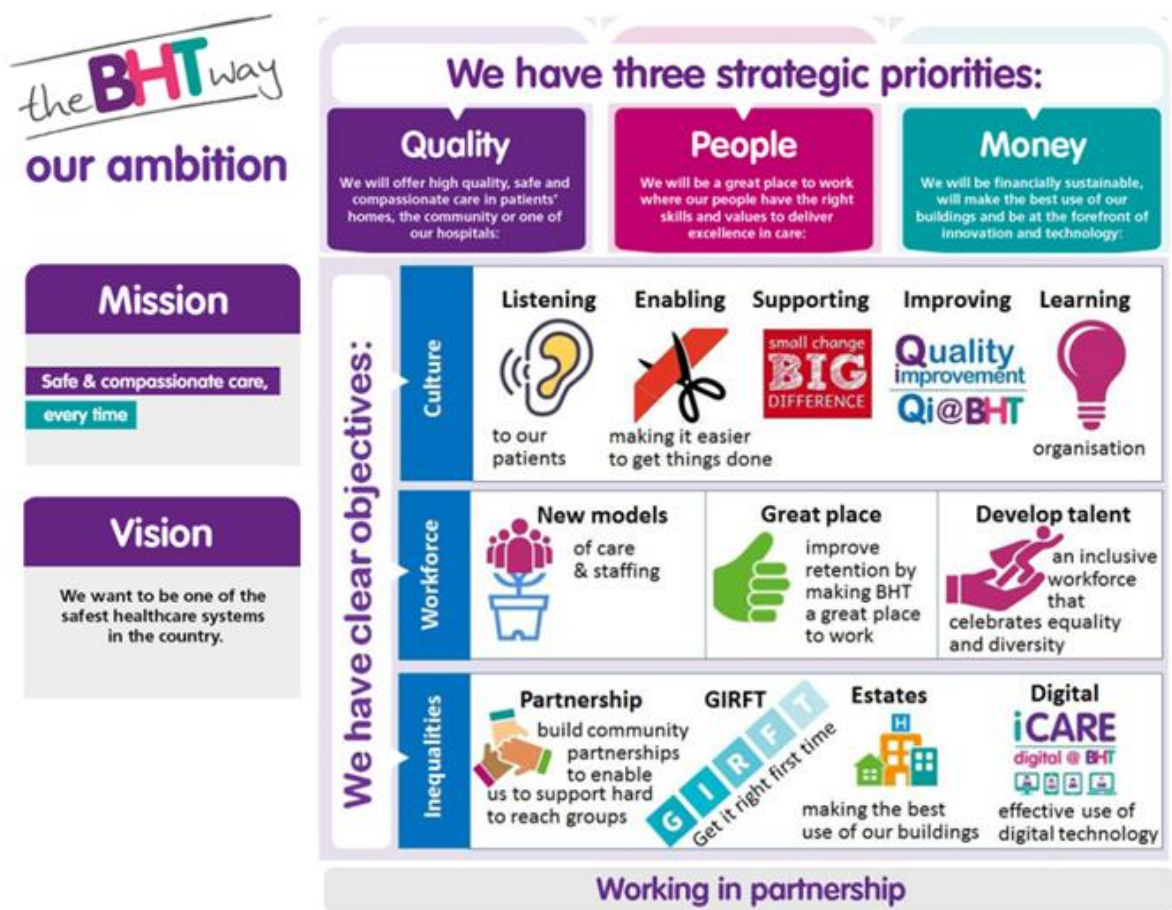 the BHT way
our ambition
Mission
Safe & compassionate care,
every time
Vision
We want to be one of the
safest healthcare systems
in the country.
We have three strategic priorities:
Quality
We will offer high quality, safe and
compassionate care in patients'
homes, the community or one of
our hospitals:
People
We will be a great place to work
where our people have the right
skills and values to deliver
excellence in care:
Money
We will be financially sustainable,
will make the best use of our
buildings and be at the forefront of
innovation and technology:
We have clear objectives:
Culture
Listening
to our
patients
Enabling
making it easier
to get things done
Supporting
small change
BIG
DIFFERENCE
Improving
Quality
improvement
Qi@BHT
Learning
organisation
Workforce
New models
of care
& staffing
Great place
improve
retention by
making BHT
a great place
to work
Develop talent
an inclusive
workforce
that
celebrates equality
and diversity
Inequalities
Partnership
build community
partnerships
to enable
us to support hard
to reach groups
GIRFT
GIRFT
Get it right first time
Estates
H
making the best
use of our buildings
Digital
iCARE
digital @ BHT
effective use of
digital technology
Working in partnership